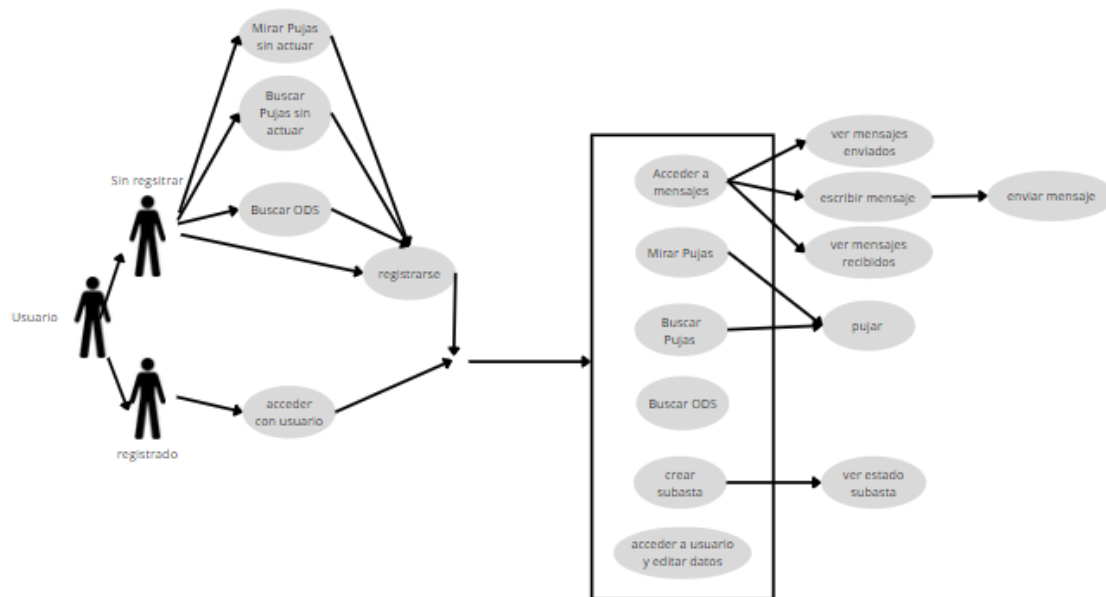 Mirar Pujas
sin actuar
Buscar
Pujas sin
actuar
Sin regsitrar
Buscar ODS
registrarse
Usuario
acceder
con usuario
registrado
Acceder a
mensajes
ver mensajes
enviados
escribir mensaje
enviar mensaje
ver mensajes
recibidos
Mirar Pujas
Buscar
Pujas
pujar
Buscar ODS
crear
subasta
ver estado
subasta
acceder a usuario
y editar datos